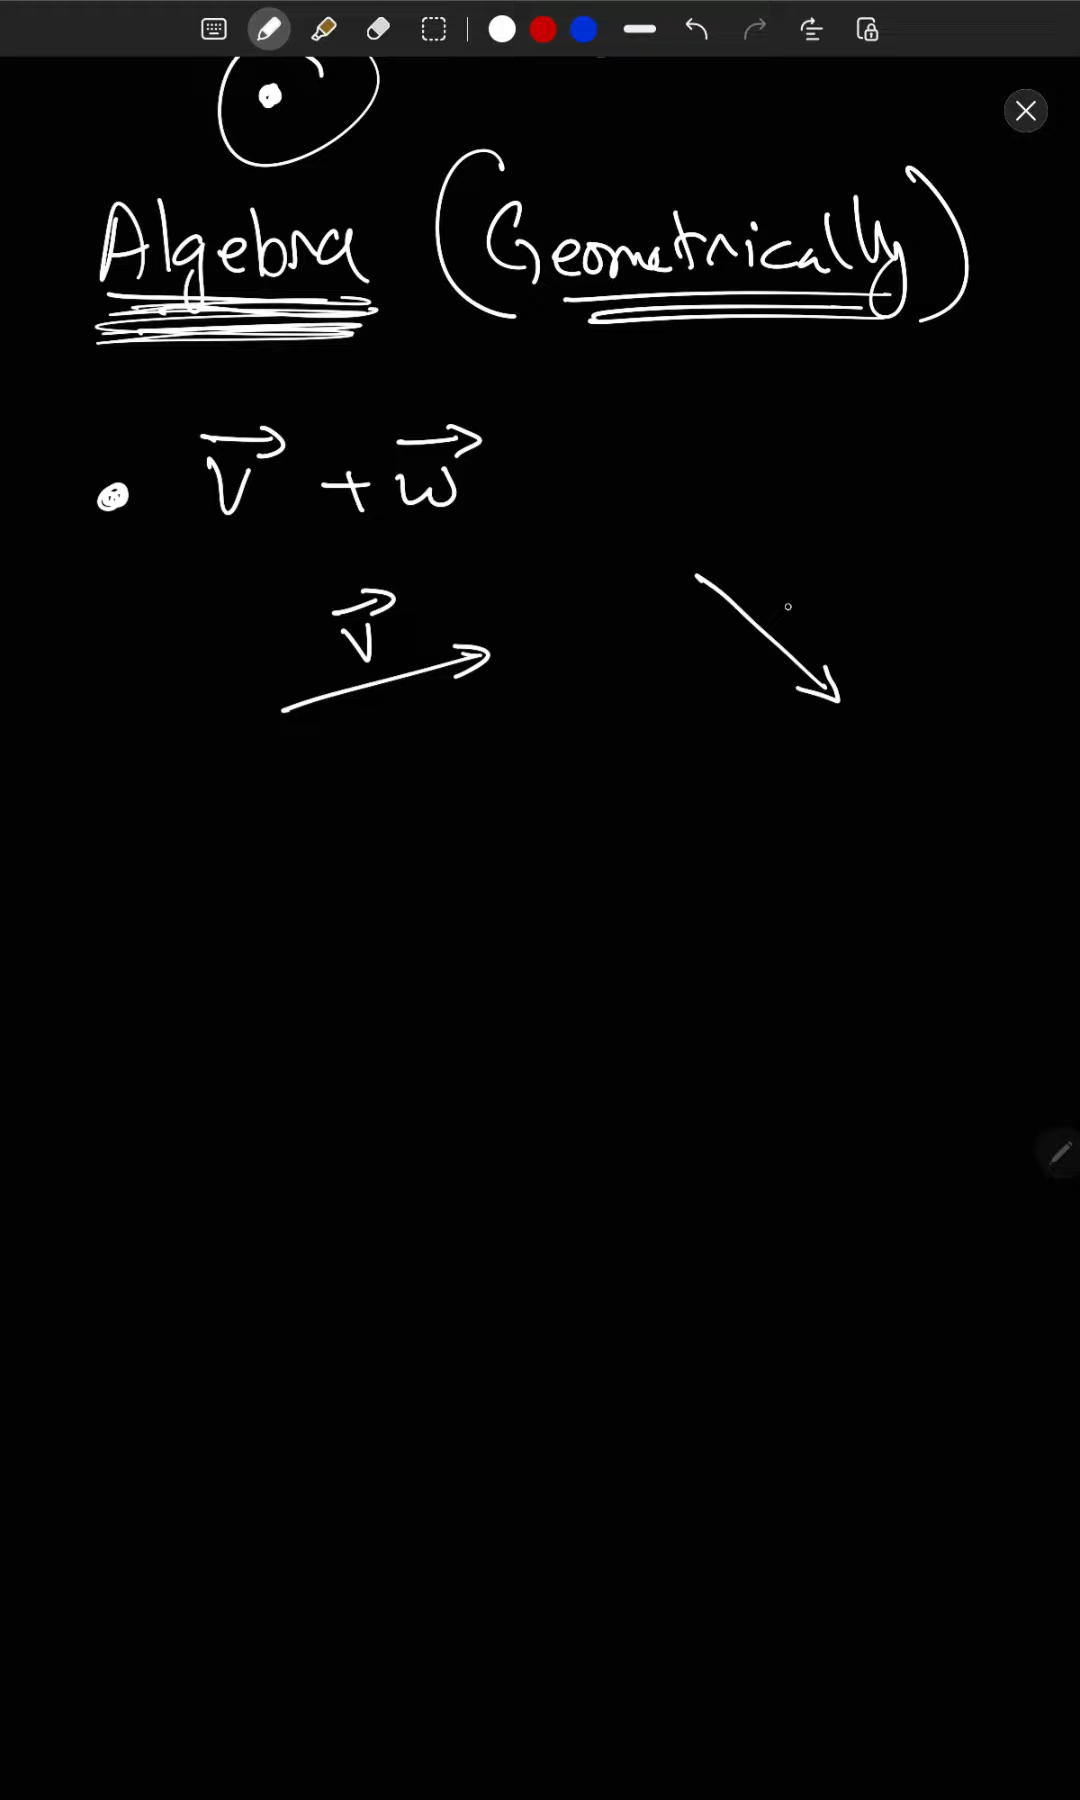 Algebra (Geometrically)
• V⃗ + w⃗
V⃗